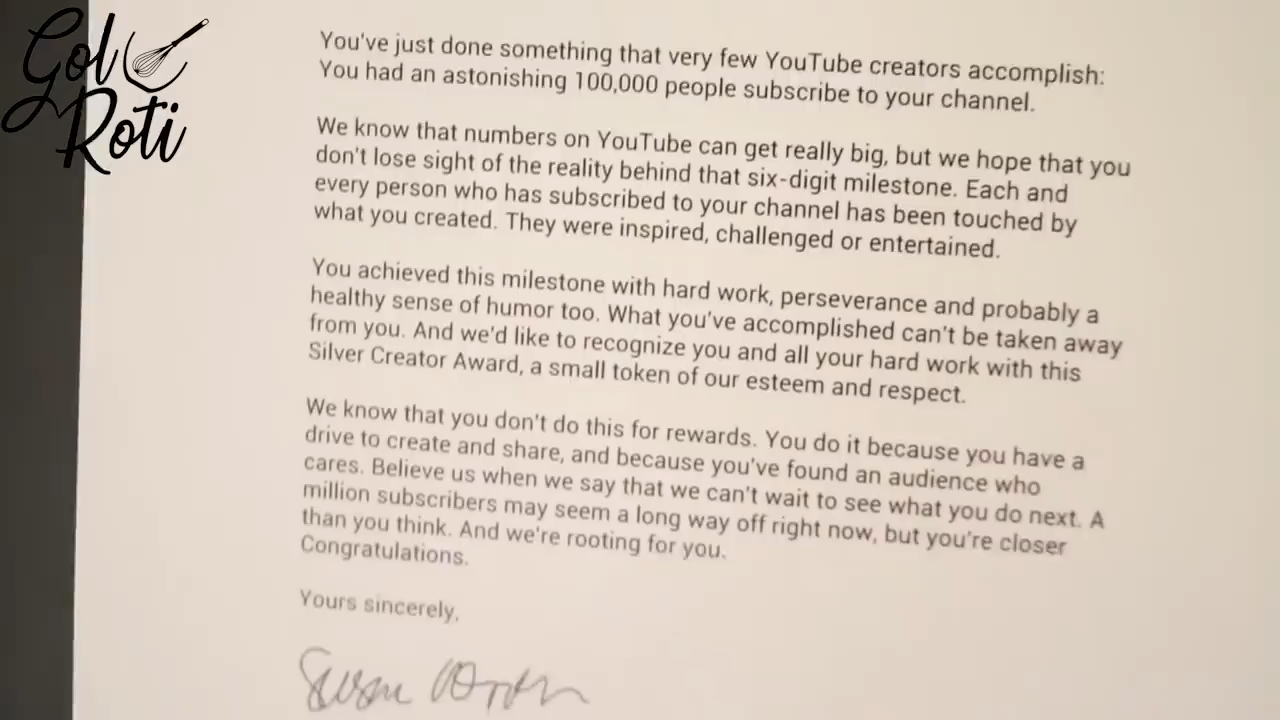 Gol
Roti
You've just done something that very few YouTube creators accomplish:
You had an astonishing 100,000 people subscribe to your channel.
We know that numbers on YouTube can get really big, but we hope that you
don't lose sight of the reality behind that six-digit milestone. Each and
every person who has subscribed to your channel has been touched by
what you created. They were inspired, challenged or entertained.
You achieved this milestone with hard work, perseverance and probably a
healthy sense of humor too. What you've accomplished can't be taken away
from you. And we'd like to recognize you and all your hard work with this
Silver Creator Award, a small token of our esteem and respect.
We know that you don't do this for rewards. You do it because you have a
drive to create and share, and because you've found an audience who
cares. Believe us when we say that we can't wait to see what you do next. A
million subscribers may seem a long way off right now, but you're closer
than you think. And we're rooting for you.
Congratulations.
Yours sincerely,
Susan